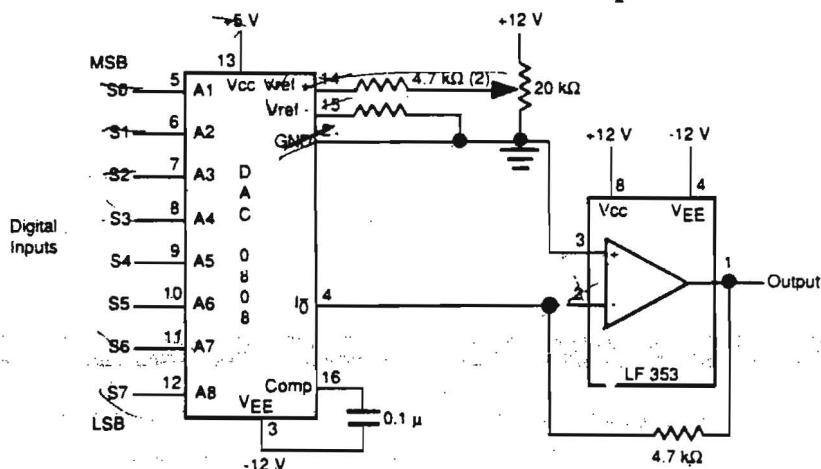 +5 V
+12 V
MSB
13
Vcc
Vref +
14
4.7 kΩ (2)
20 kΩ
S0
5
A1
Vref -
15
S1
6
A2
GND
2
+12 V
-12 V
S2
7
A3
D
A
C
0
8
0
8
8
Vcc
4
VEE
S3
8
A4
Digital
Inputs
S4
9
A5
3
+
1
Output
S5
10
A6
IO
4
2
-
S6
11
A7
LF 353
S7
12
A8
Comp
16
LSB
VEE
3
0.1 μ
-12 V
4.7 kΩ